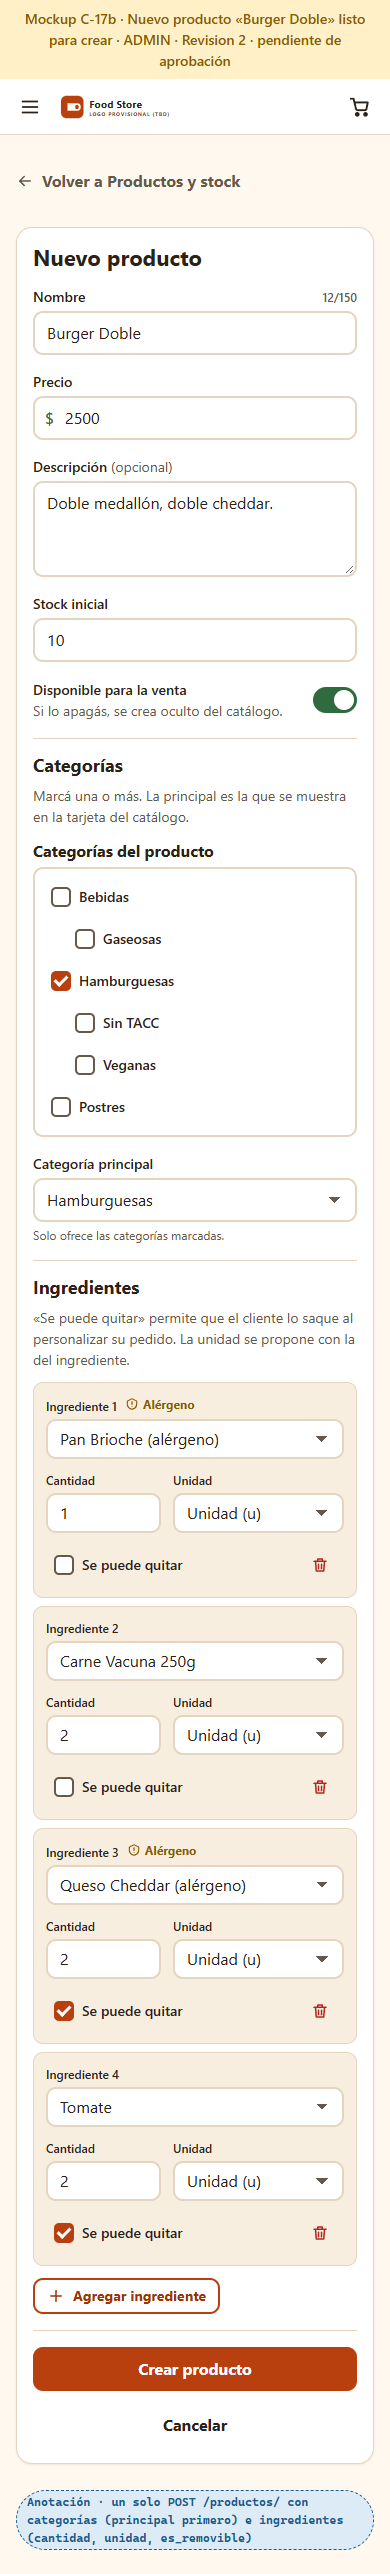 Mockup C-17b · Nuevo producto «Burger Doble» listo
para crear · ADMIN · Revision 2 · pendiente de
aprobación
Food Store
LOGO PROVISIONAL (TBD)
Volver a Productos y stock
Nuevo producto
Nombre 12/150
Burger Doble
Precio
$ 2500
Descripción (opcional)
Doble medallón, doble cheddar.
Stock inicial
10
Disponible para la venta
Si lo apagás, se crea oculto del catálogo.
Categorías
Marcá una o más. La principal es la que se muestra
en la tarjeta del catálogo.
Categorías del producto
Bebidas
Gaseosas
Hamburguesas
Sin TACC
Veganas
Postres
Categoría principal
Hamburguesas
Solo ofrece las categorías marcadas.
Ingredientes
«Se puede quitar» permite que el cliente lo saque al
personalizar su pedido. La unidad se propone con la
del ingrediente.
Ingrediente 1 Alérgeno
Pan Brioche (alérgeno)
Cantidad Unidad
1 Unidad (u)
Se puede quitar
Ingrediente 2
Carne Vacuna 250g
Cantidad Unidad
2 Unidad (u)
Se puede quitar
Ingrediente 3 Alérgeno
Queso Cheddar (alérgeno)
Cantidad Unidad
2 Unidad (u)
Se puede quitar
Ingrediente 4
Tomate
Cantidad Unidad
2 Unidad (u)
Se puede quitar
Agregar ingrediente
Crear producto
Cancelar
Anotación · un solo POST /productos/ con
categorías (principal primero) e ingredientes
(cantidad, unidad, es_removible)